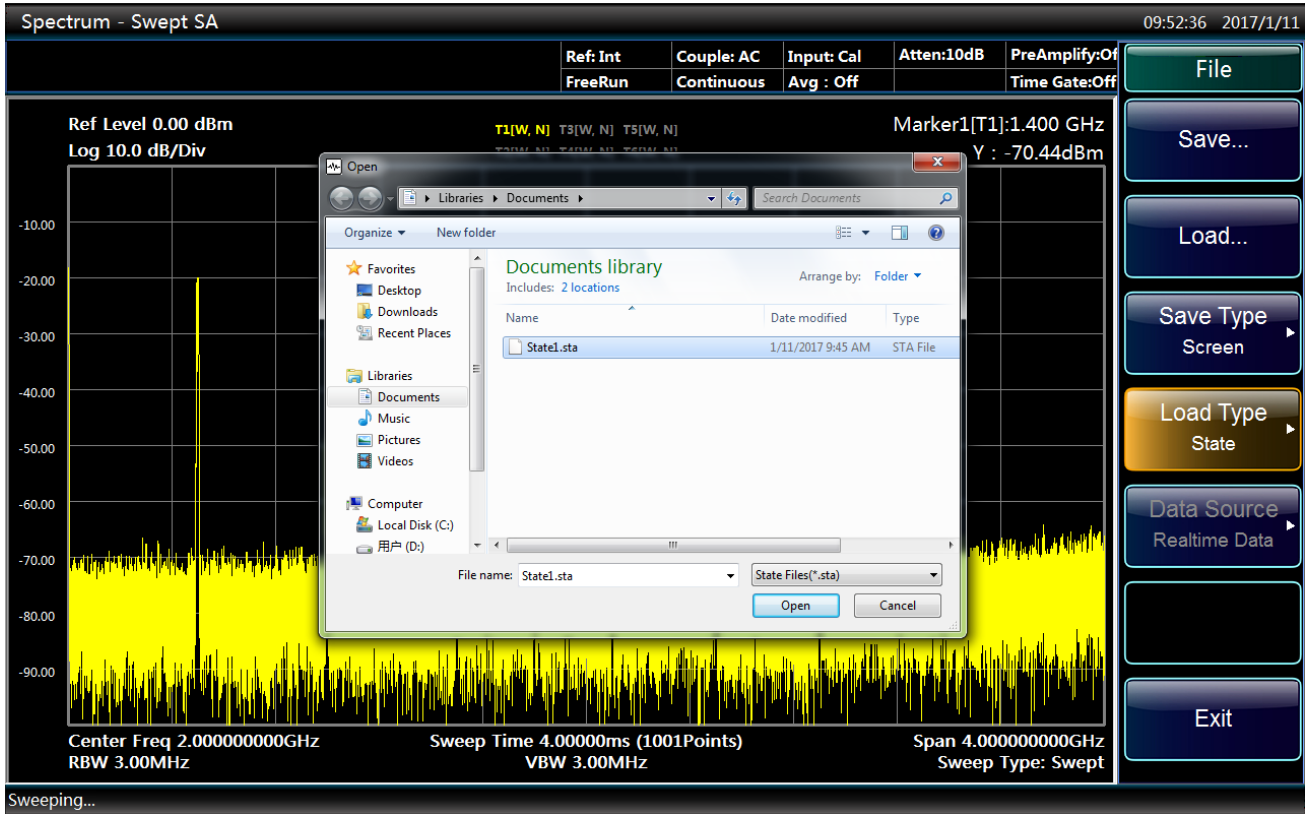 Spectrum - Swept SA
09:52:36 2017/1/11
Ref: Int Couple: AC Input: Cal Atten:10dB PreAmplify:Of
FreeRun Continuous Avg : Off Time Gate:Off
File
Save...
Load...
Save Type
Screen
Load Type
State
Data Source
Realtime Data
Exit
Ref Level 0.00 dBm
Log 10.0 dB/Div
T1[W, N] T3[W, N] T5[W, N]
T2[W, N] T4[W, N] T6[W, N]
Marker1[T1]:1.400 GHz
Y : -70.44dBm
-10.00
-20.00
-30.00
-40.00
-50.00
-60.00
-70.00
-80.00
-90.00
Open
Libraries Documents
Search Documents
Organize New folder
Favorites
Desktop
Downloads
Recent Places
Libraries
Documents
Music
Pictures
Videos
Computer
Local Disk (C:)
用户 (D:)
Documents library
Includes: 2 locations
Arrange by: Folder
Name Date modified Type
State1.sta 1/11/2017 9:45 AM STA File
File name: State1.sta State Files(*.sta)
Open Cancel
Center Freq 2.000000000GHz Sweep Time 4.00000ms (1001Points) Span 4.000000000GHz
RBW 3.00MHz VBW 3.00MHz Sweep Type: Swept
Sweeping...